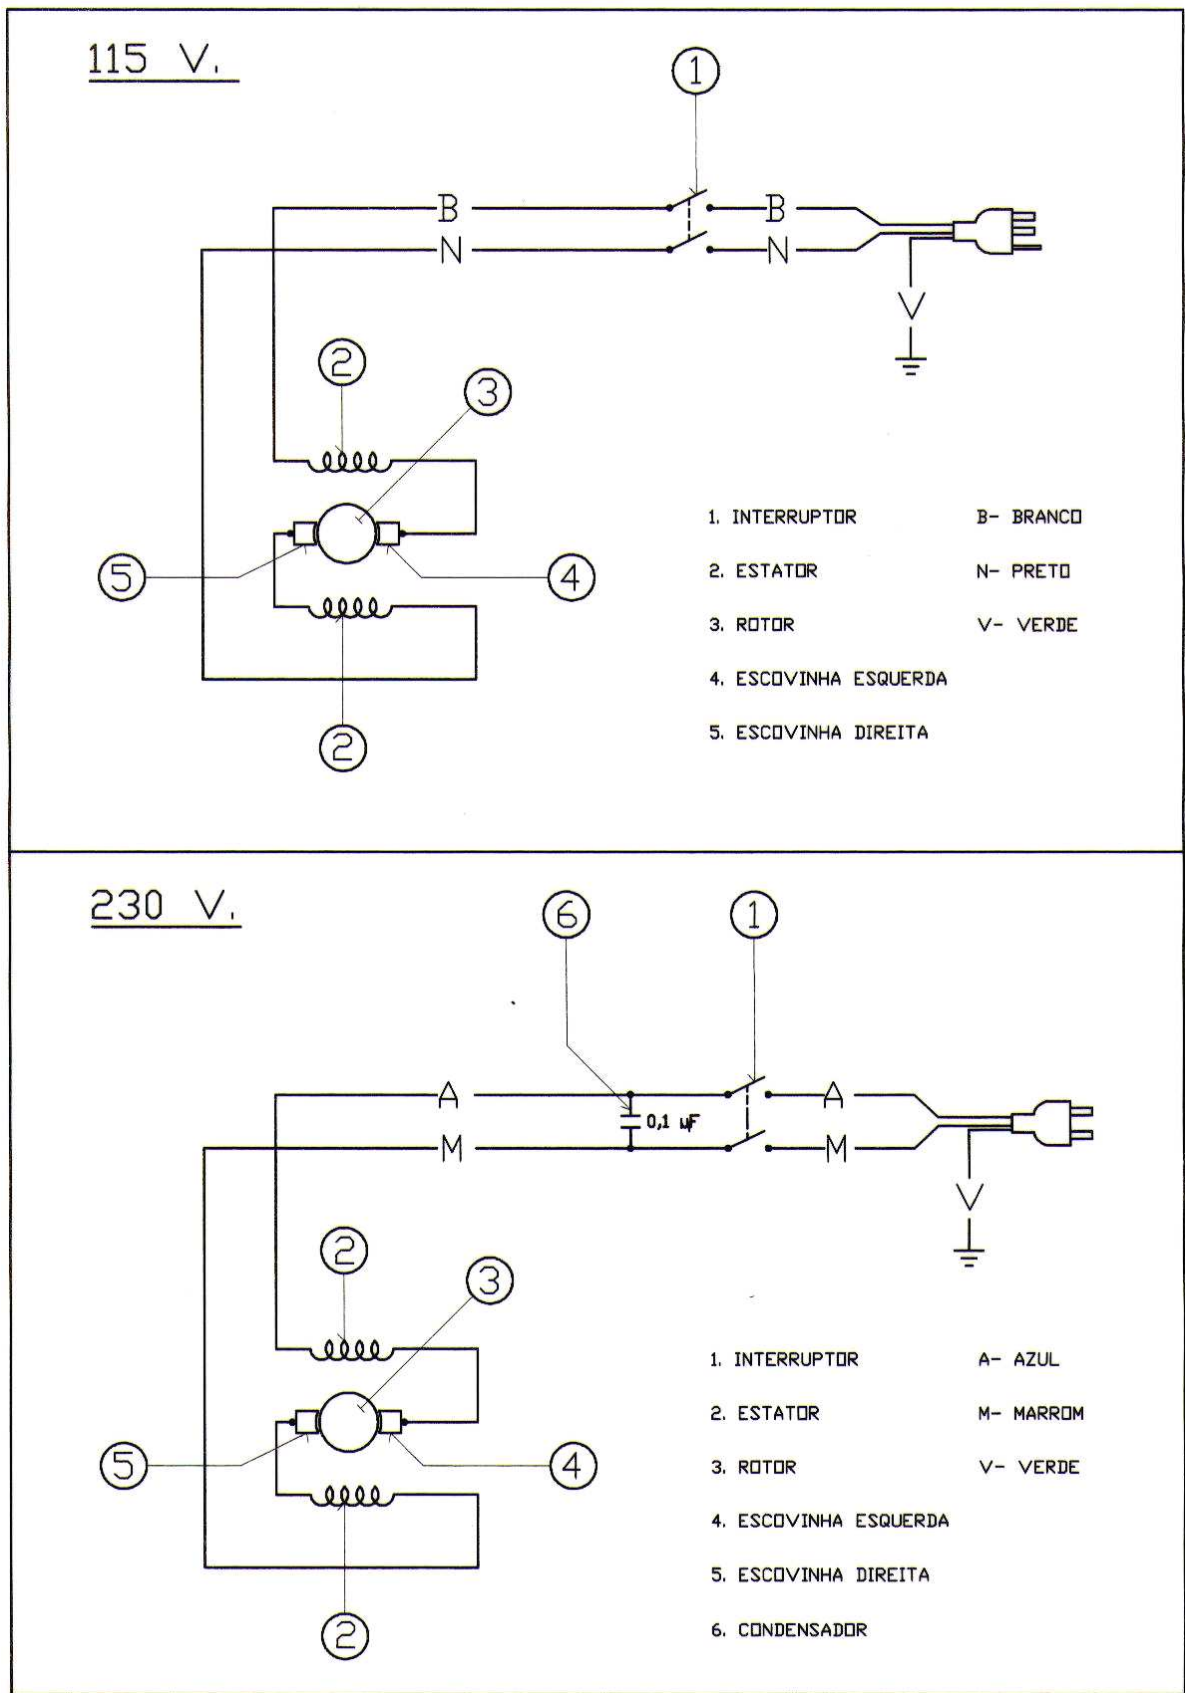 115 V.
1
B
B
N
N
V
2
3
5
4
2
1. INTERRUPTOR
B- BRANCO
2. ESTATOR
N- PRETO
3. ROTOR
V- VERDE
4. ESCOVINHA ESQUERDA
5. ESCOVINHA DIREITA
230 V.
6
1
A
A
0,1 µF
M
M
V
2
3
5
4
2
1. INTERRUPTOR
A- AZUL
2. ESTATOR
M- MARROM
3. ROTOR
V- VERDE
4. ESCOVINHA ESQUERDA
5. ESCOVINHA DIREITA
6. CONDENSADOR